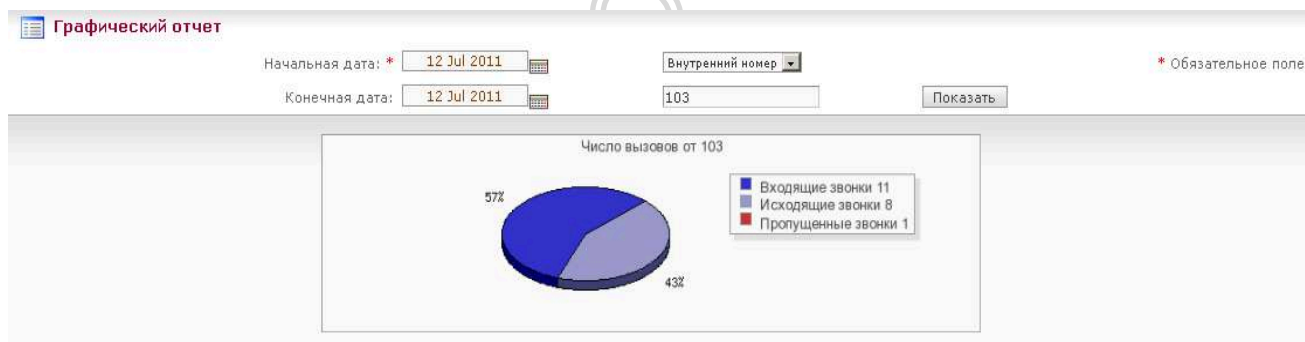 Графический отчет
Начальная дата: * 12 Jul 2011 Внутренний номер * Обязательное поле
Конечная дата: 12 Jul 2011 103 Показать
Число вызовов от 103
57%
Входящие звонки 11
Исходящие звонки 8
Пропущенные звонки 1
43%